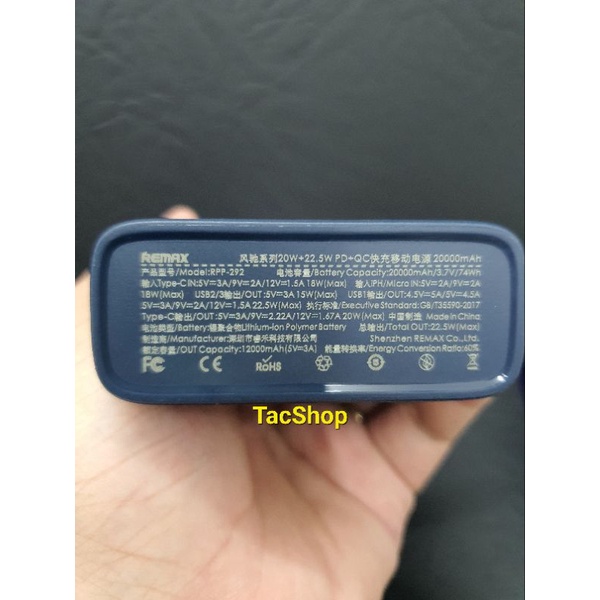 REMAX 风驰系列20W+22.5W PD+QC快充移动电源 20000mAh
产品型号/Model:RPP-292 电池容量/Battery Capacity:20000mAh/3.7V/74Wh
输入Type-C IN:5V=3A/9V=2A/12V=1.5A 18W(Max) 输入iPH/Micro IN:5V=2A/9V=2A
18W(Max) USB2/3输出/OUT:5V=3A 15W(Max) USB1输出/OUT:4.5V=5A/5V=4.5A
5V=3A/9V=2A/12V=1.5A 22.5W(Max) 执行标准/Executive Standard:GB/T35590-2017
Type-C输出/OUT:5V=3A/9V=2.22A/12V=1.67A 20W(Max) 中国制造 Made in China
电池类型/Battery:锂聚合物/Lithium-ion Polymer Battery 总输出/Total OUT:22.5W(Max)
制造商/Manufacturer:深圳市睿禾科技有限公司 Shenzhen REMAX Co.,Ltd.
额定容量/OUT Capacity:12000mAh(5V=3A) 能量转换率/Energy Conversion Ratio:≥60%
FC CE RoHS
TacShop